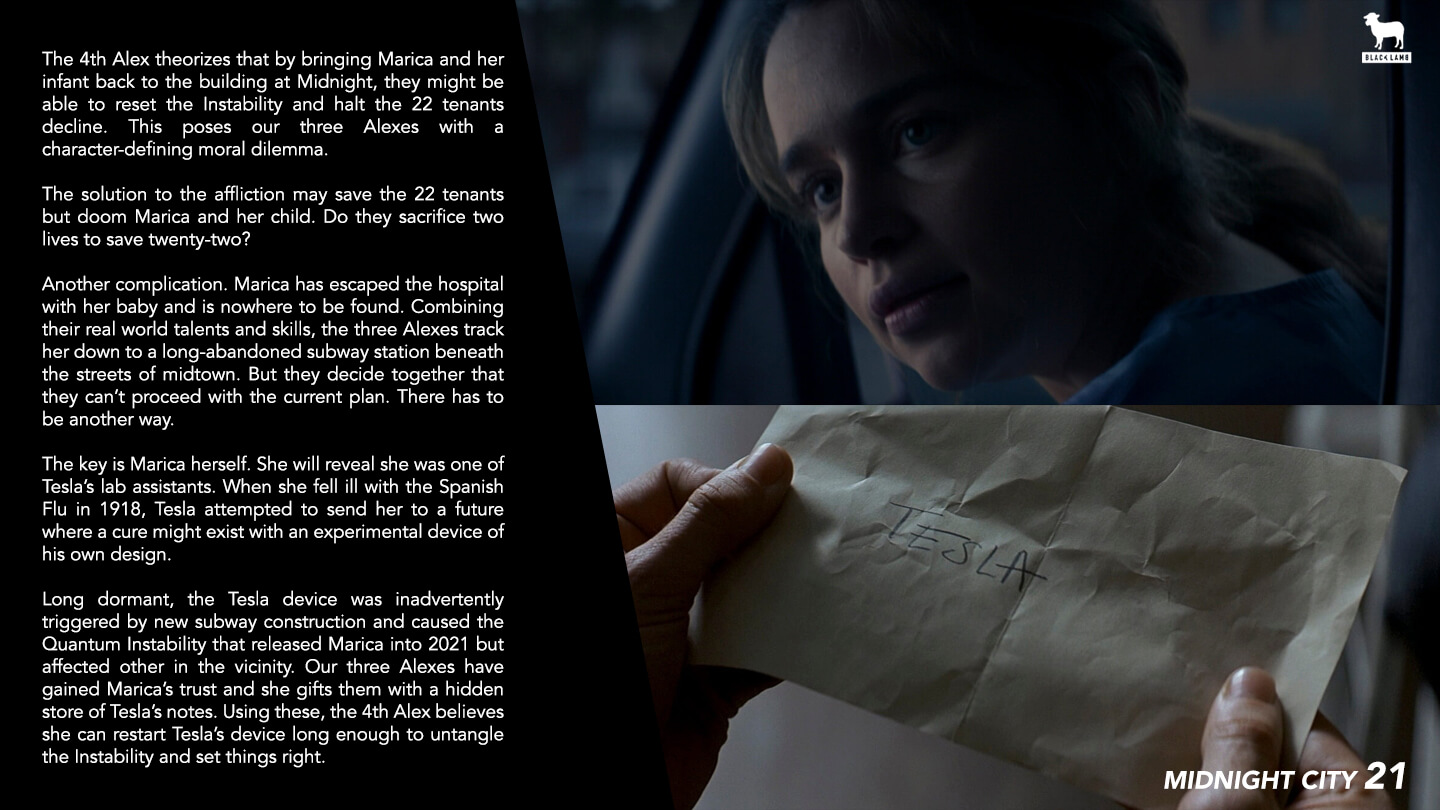 The 4th Alex theorizes that by bringing Marica and her
infant back to the building at Midnight, they might be
able to reset the Instability and halt the 22 tenants
decline. This poses our three Alexes with a
character-defining moral dilemma.
The solution to the affliction may save the 22 tenants
but doom Marica and her child. Do they sacrifice two
lives to save twenty-two?
Another complication. Marica has escaped the hospital
with her baby and is nowhere to be found. Combining
their real world talents and skills, the three Alexes track
her down to a long-abandoned subway station beneath
the streets of midtown. But they decide together that
they can’t proceed with the current plan. There has to
be another way.
The key is Marica herself. She will reveal she was one of
Tesla’s lab assistants. When she fell ill with the Spanish
Flu in 1918, Tesla attempted to send her to a future
where a cure might exist with an experimental device of
his own design.
Long dormant, the Tesla device was inadvertently
triggered by new subway construction and caused the
Quantum Instability that released Marica into 2021 but
affected other in the vicinity. Our three Alexes have
gained Marica’s trust and she gifts them with a hidden
store of Tesla’s notes. Using these, the 4th Alex believes
she can restart Tesla’s device long enough to untangle
the Instability and set things right.
BLACK LAMB
TESLA
MIDNIGHT CITY 21